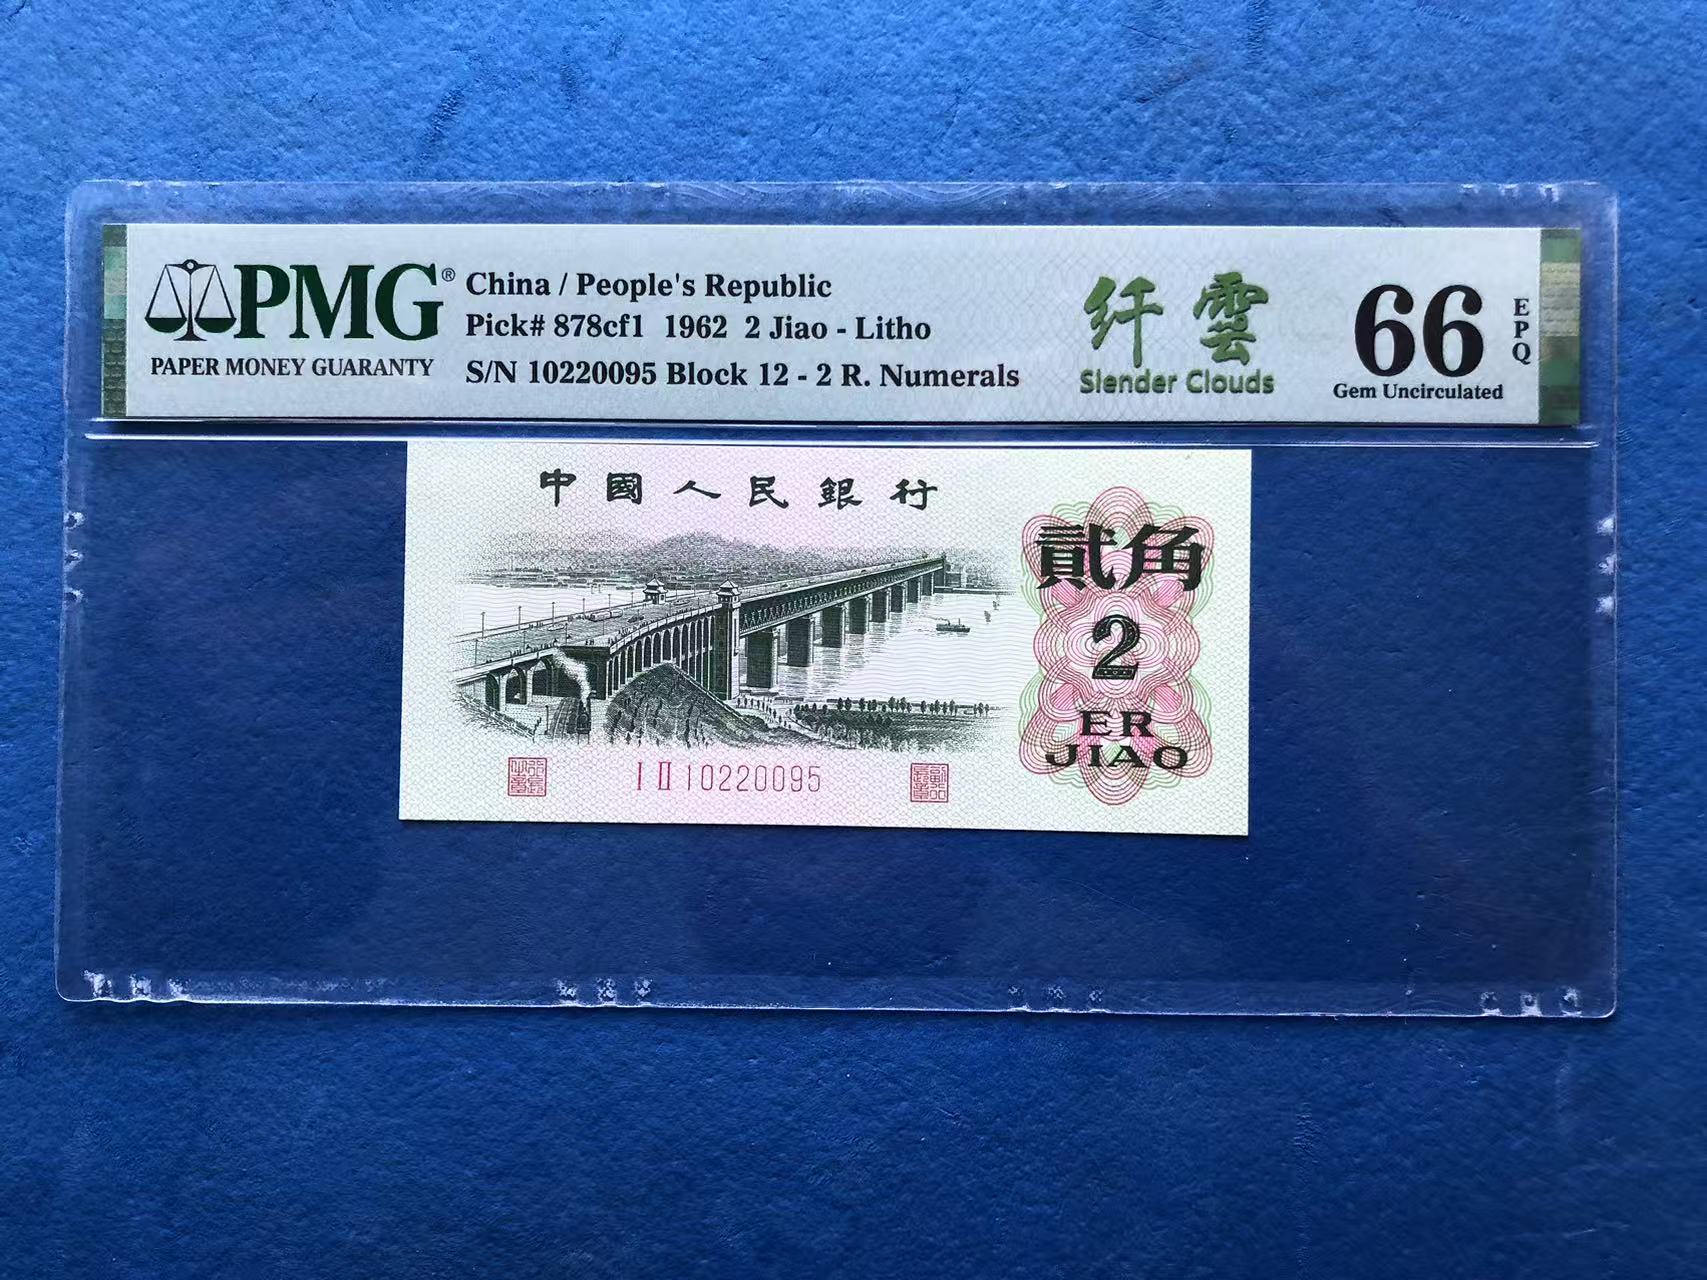 PMG®
PAPER MONEY GUARANTY
China / People's Republic
Pick# 878cf1 1962 2 Jiao - Litho
S/N 10220095 Block 12 - 2 R. Numerals
纤雲
Slender Clouds
66
EPQ
Gem Uncirculated
中國人民銀行
貳角
2
ER
JIAO
I II 10220095